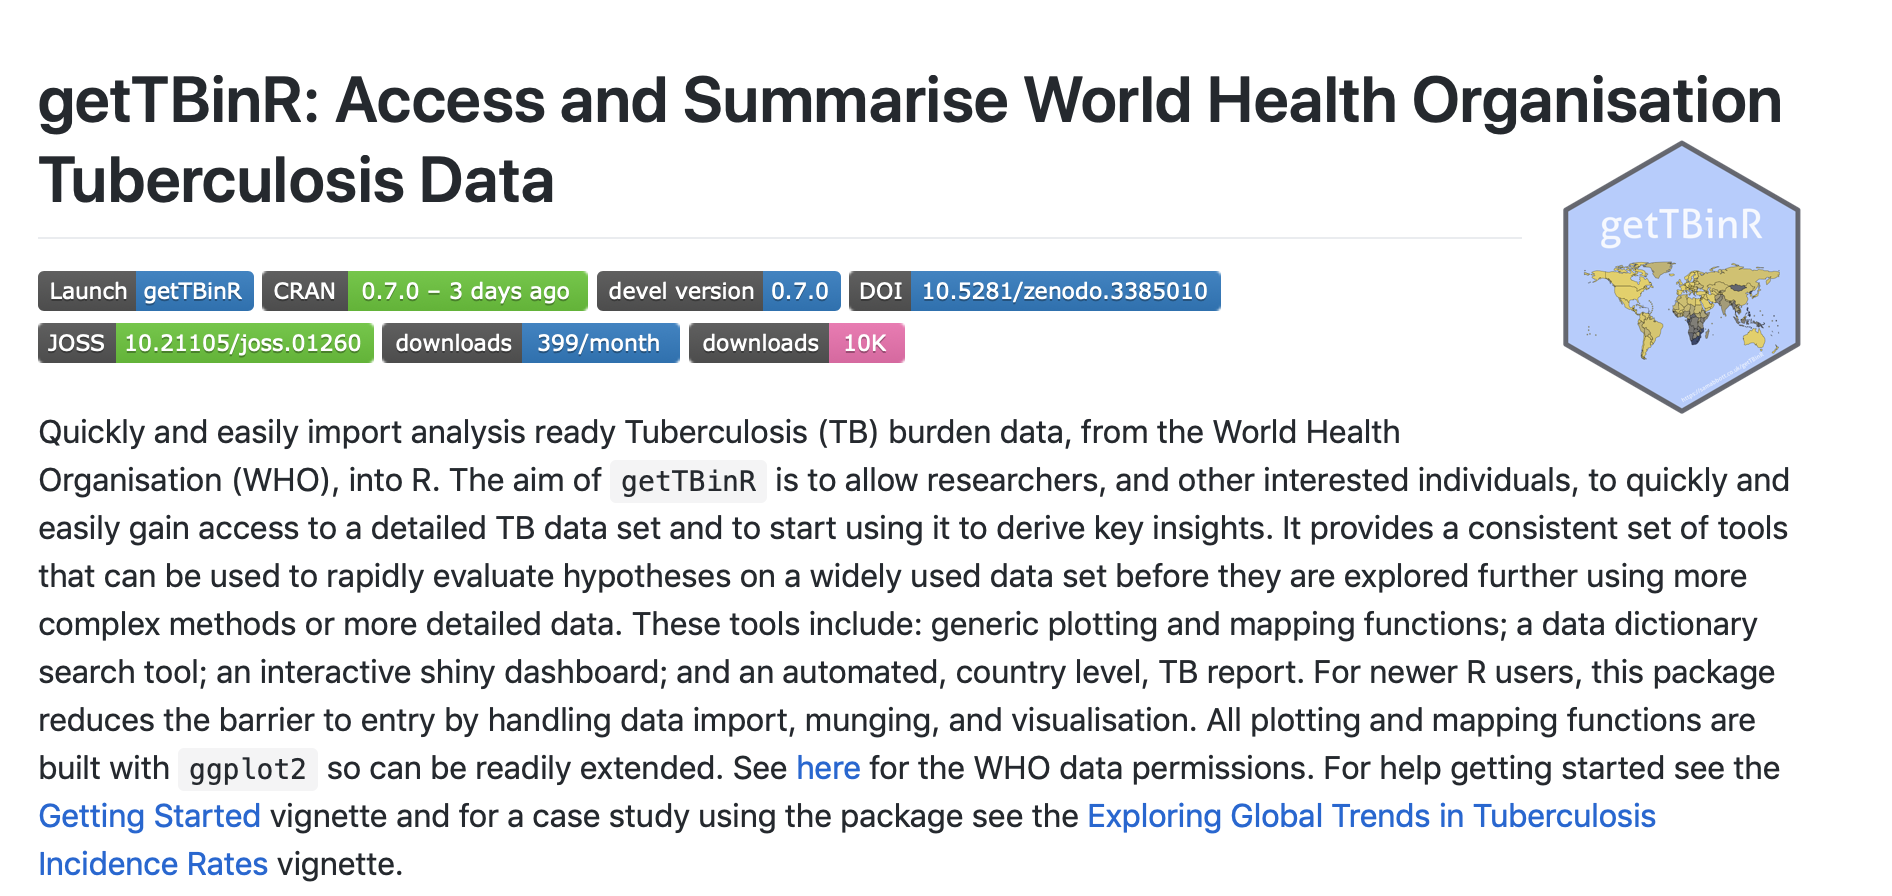 getTBinR: Access and Summarise World Health Organisation
Tuberculosis Data
getTBinR
Launch getTBinR CRAN 0.7.0 – 3 days ago devel version 0.7.0 DOI 10.5281/zenodo.3385010
JOSS 10.21105/joss.01260 downloads 399/month downloads 10K
Quickly and easily import analysis ready Tuberculosis (TB) burden data, from the World Health
Organisation (WHO), into R. The aim of getTBinR is to allow researchers, and other interested individuals, to quickly and
easily gain access to a detailed TB data set and to start using it to derive key insights. It provides a consistent set of tools
that can be used to rapidly evaluate hypotheses on a widely used data set before they are explored further using more
complex methods or more detailed data. These tools include: generic plotting and mapping functions; a data dictionary
search tool; an interactive shiny dashboard; and an automated, country level, TB report. For newer R users, this package
reduces the barrier to entry by handling data import, munging, and visualisation. All plotting and mapping functions are
built with ggplot2 so can be readily extended. See here for the WHO data permissions. For help getting started see the
Getting Started vignette and for a case study using the package see the Exploring Global Trends in Tuberculosis
Incidence Rates vignette.